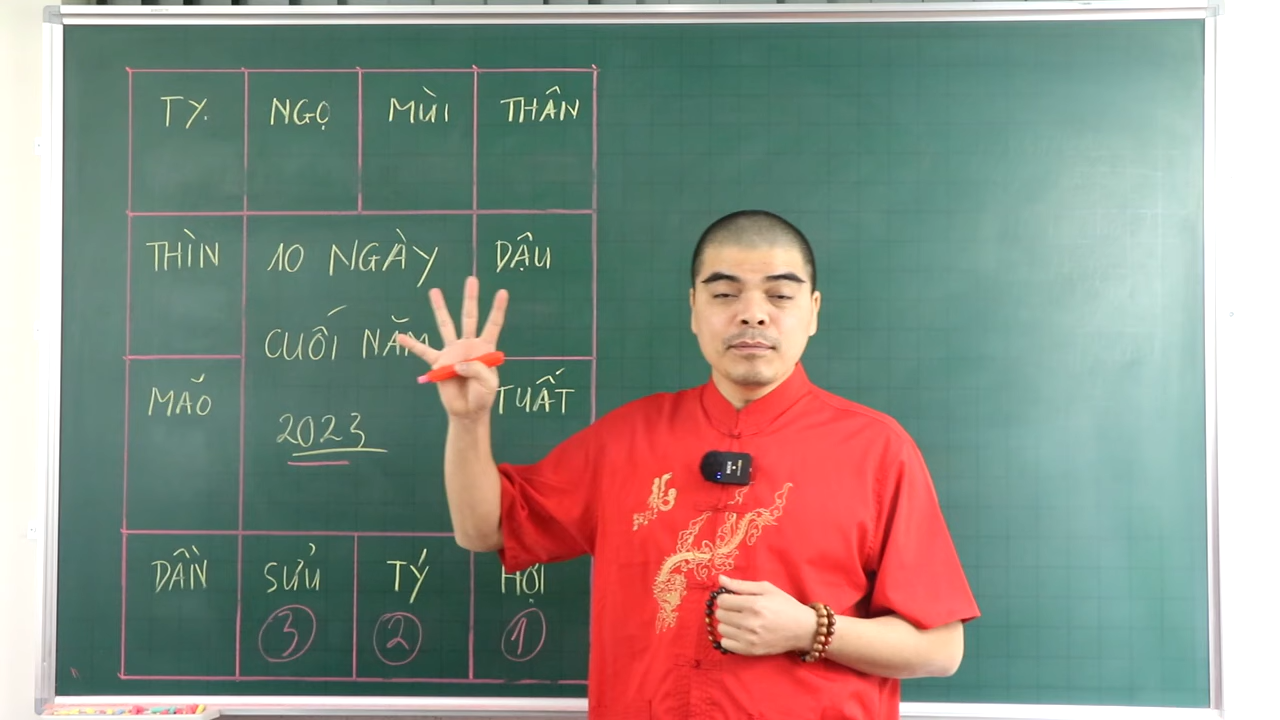 TỴ NGỌ MÙI THÂN
THÌN 10 NGÀY DẬU
CUỐI NĂM
MÃO TUẤT
2023
DẦN SỬU TÝ HỢI
3 2 1